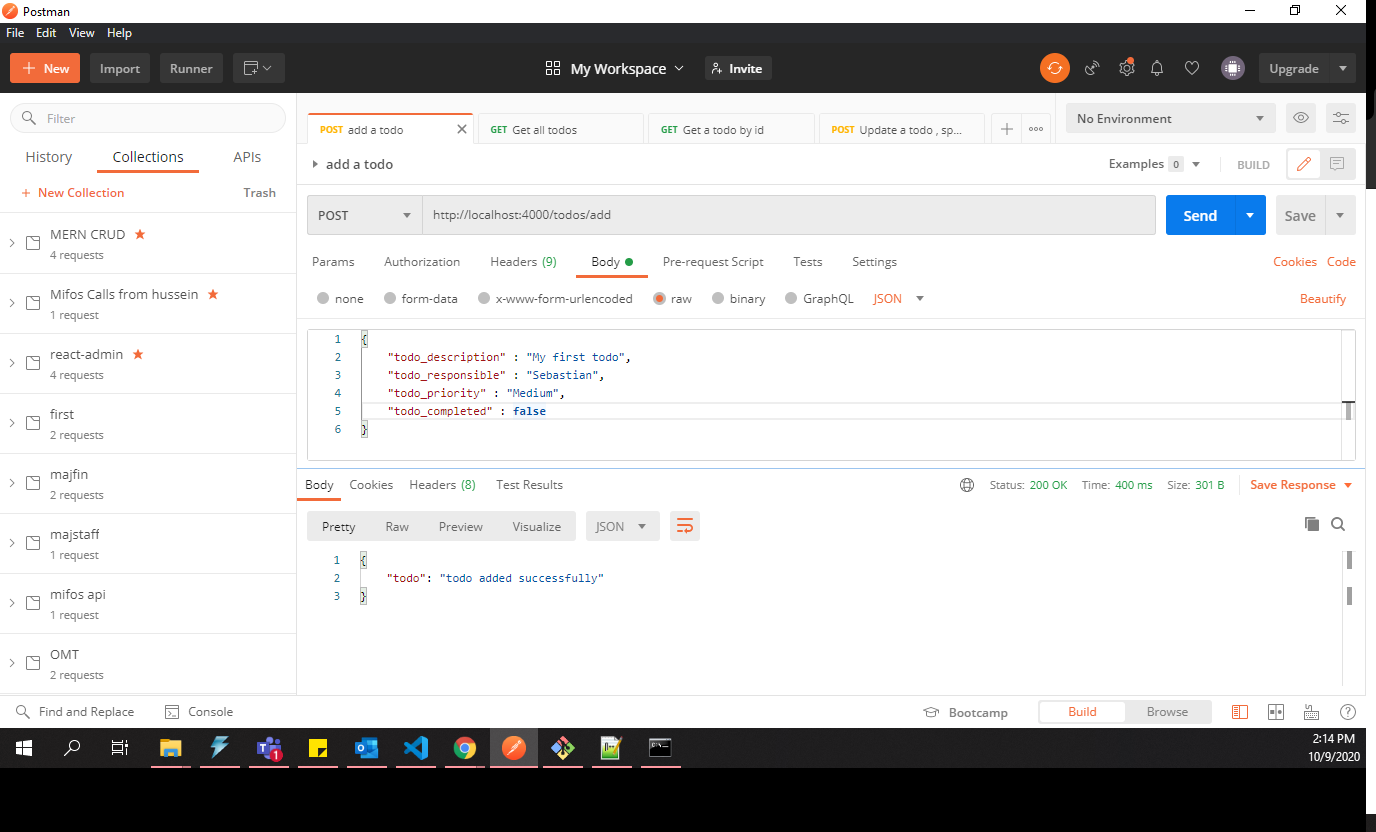 Postman
File Edit View Help
New Import Runner My Workspace Invite Upgrade
Filter
History Collections APIs
+ New Collection Trash
MERN CRUD
4 requests
Mifos Calls from hussein
1 request
react-admin
4 requests
first
2 requests
majfin
2 requests
majstaff
1 request
mifos api
1 request
OMT
2 requests
POST add a todo GET Get all todos GET Get a todo by id POST Update a todo , sp... No Environment
add a todo Examples 0 BUILD
POST http://localhost:4000/todos/add Send Save
Params Authorization Headers (9) Body Pre-request Script Tests Settings Cookies Code
none form-data x-www-form-urlencoded raw binary GraphQL JSON Beautify
1 {
2 "todo_description" : "My first todo",
3 "todo_responsible" : "Sebastian",
4 "todo_priority" : "Medium",
5 "todo_completed" : false
6 }
Body Cookies Headers (8) Test Results Status: 200 OK Time: 400 ms Size: 301 B Save Response
Pretty Raw Preview Visualize JSON
1 {
2 "todo": "todo added successfully"
3 }
Find and Replace Console Bootcamp Build Browse
1
2:14 PM
10/9/2020